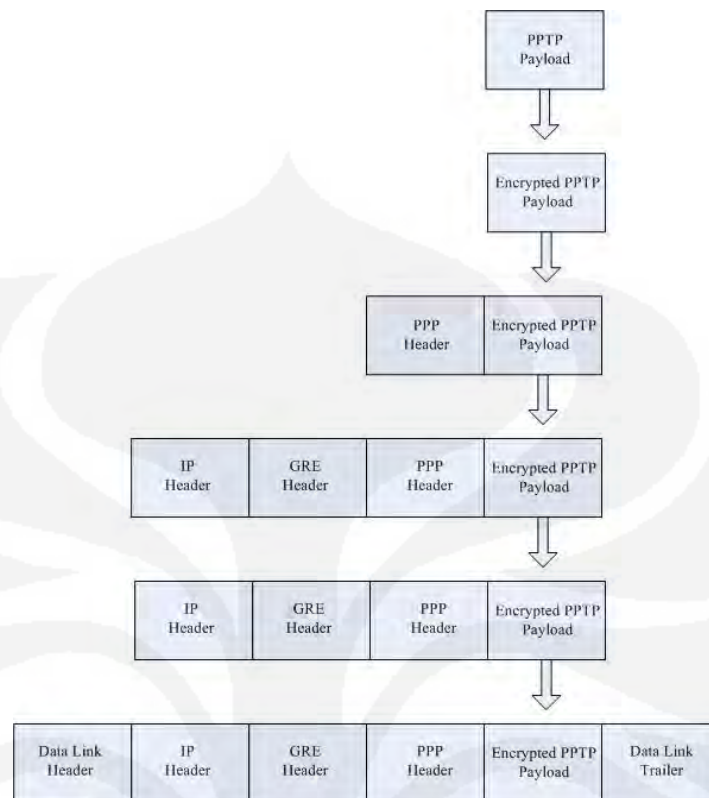 PPTP
Payload
Encrypted PPTP
Payload
PPP
Header
Encrypted PPTP
Payload
IP
Header
GRE
Header
PPP
Header
Encrypted PPTP
Payload
IP
Header
GRE
Header
PPP
Header
Encrypted PPTP
Payload
Data Link
Header
IP
Header
GRE
Header
PPP
Header
Encrypted PPTP
Payload
Data Link
Trailer